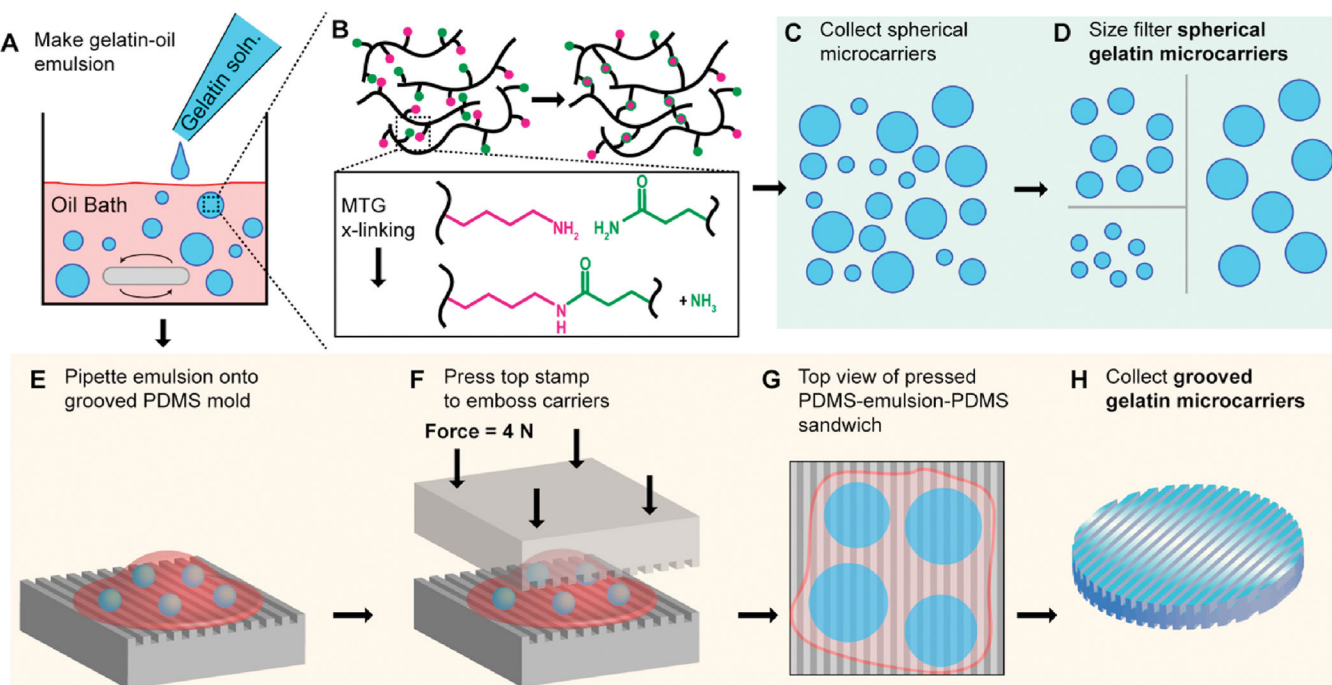 A Make gelatin-oil
emulsion
Gelatin soln.
Oil Bath
B
MTG
x-linking
NH2
O
H2N
O
N
H
+ NH3
C Collect spherical
microcarriers
D Size filter spherical
gelatin microcarriers
E Pipette emulsion onto
grooved PDMS mold
F Press top stamp
to emboss carriers
Force = 4 N
G Top view of pressed
PDMS-emulsion-PDMS
sandwich
H Collect grooved
gelatin microcarriers